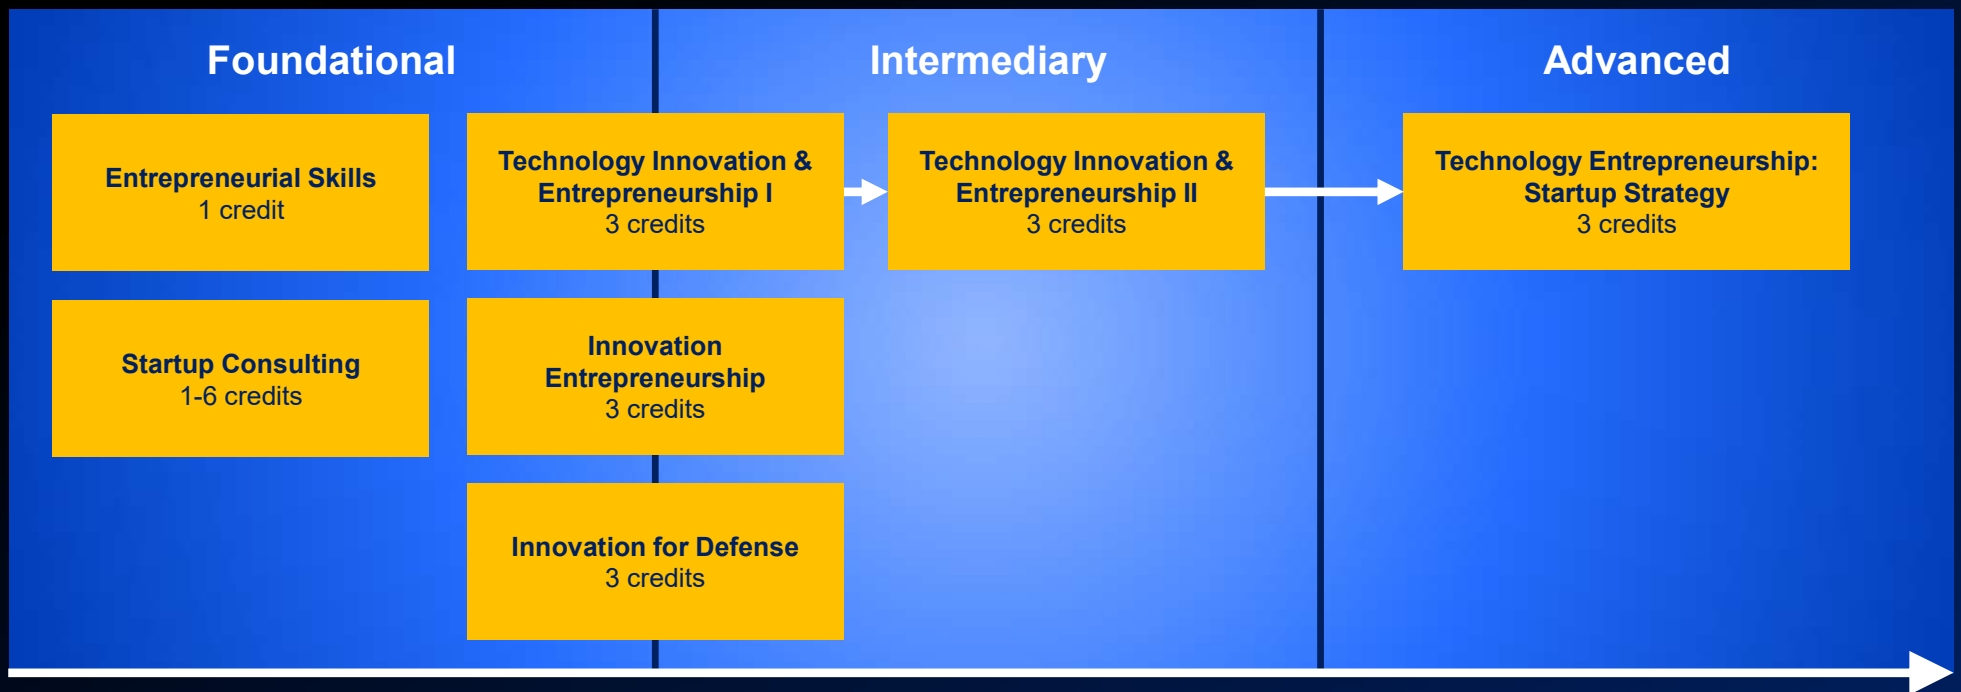 Foundational
Intermediary
Advanced
Entrepreneurial Skills
1 credit
Technology Innovation &
Entrepreneurship I
3 credits
Technology Innovation &
Entrepreneurship II
3 credits
Technology Entrepreneurship:
Startup Strategy
3 credits
Startup Consulting
1-6 credits
Innovation
Entrepreneurship
3 credits
Innovation for Defense
3 credits